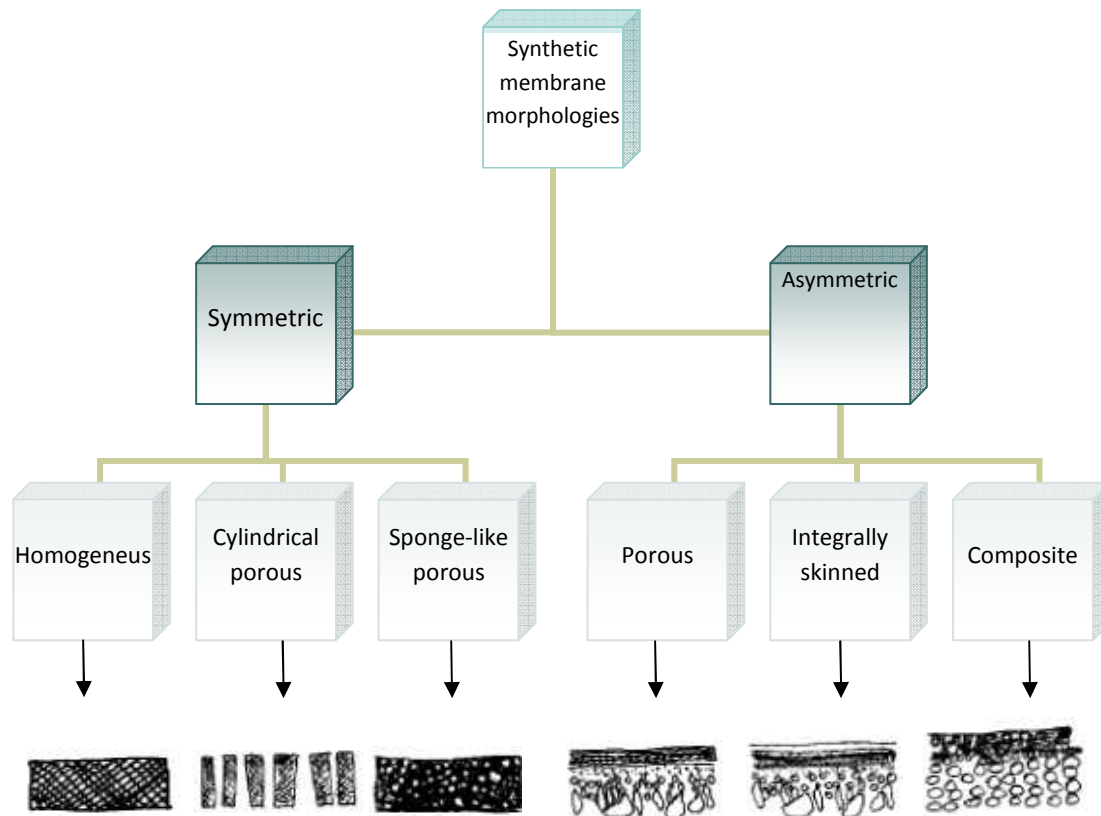 Synthetic
membrane
morphologies
Symmetric
Asymmetric
Homogeneus
Cylindrical
porous
Sponge-like
porous
Porous
Integrally
skinned
Composite